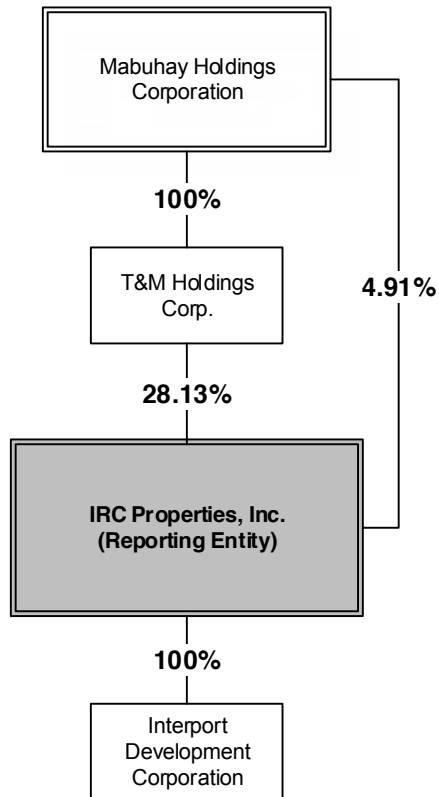 Mabuhay Holdings
Corporation
100%
T&M Holdings
Corp.
4.91%
28.13%
IRC Properties, Inc.
(Reporting Entity)
100%
Interport
Development
Corporation